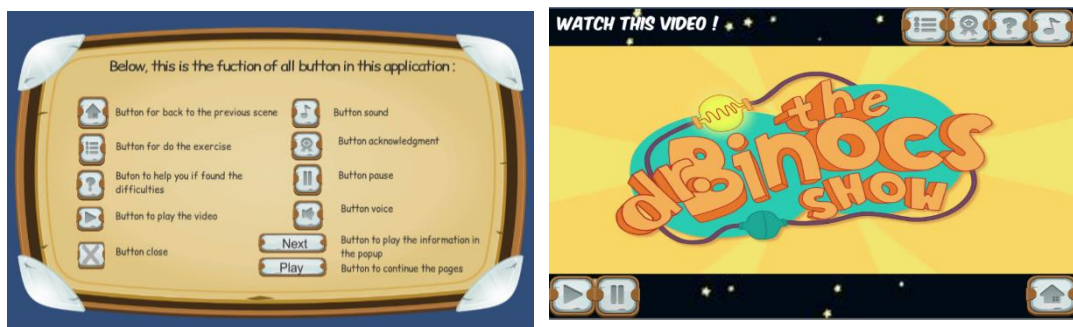 Below, this is the fuction of all button in this application :
Button for back to the previous scene
Button for do the exercise
Buton to help you if found the
difficulties
Button to play the video
Button close
Button sound
Button acknowledgment
Button pause
Button voice
Next
Button to play the information in
the popup
Play
Button to continue the pages
WATCH THIS VIDEO !
the
dr. Binocs
SHOW